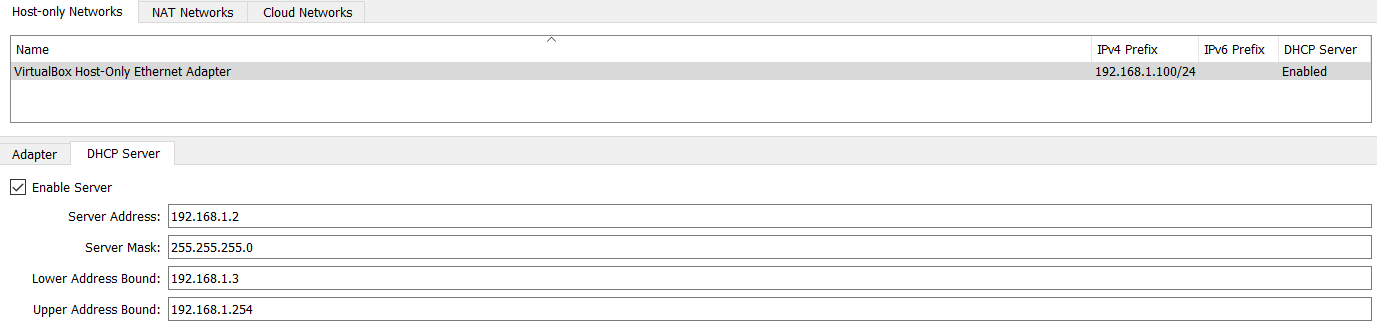 Host-only Networks NAT Networks Cloud Networks
Name IPv4 Prefix IPv6 Prefix DHCP Server
VirtualBox Host-Only Ethernet Adapter 192.168.1.100/24 Enabled
Adapter DHCP Server
Enable Server
Server Address: 192.168.1.2
Server Mask: 255.255.255.0
Lower Address Bound: 192.168.1.3
Upper Address Bound: 192.168.1.254